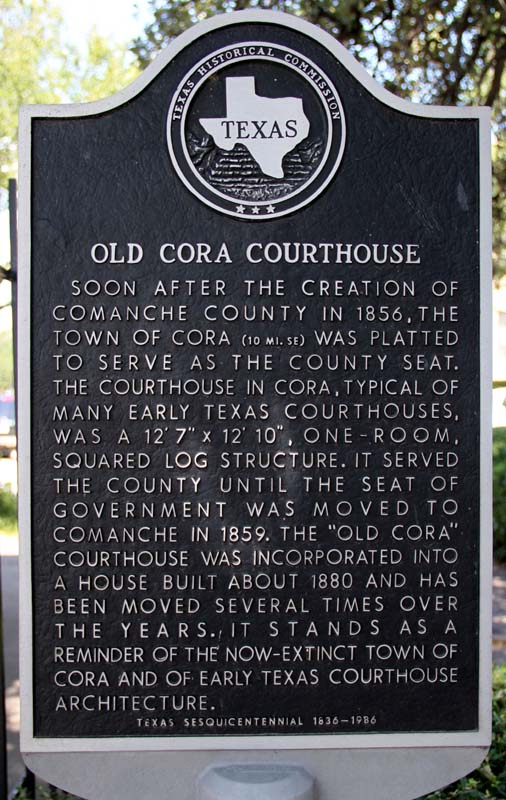 TEXAS HISTORICAL COMMISSION
TEXAS
OLD CORA COURTHOUSE
SOON AFTER THE CREATION OF
COMANCHE COUNTY IN 1856, THE
TOWN OF CORA (10 MI. SE) WAS PLATTED
TO SERVE AS THE COUNTY SEAT.
THE COURTHOUSE IN CORA, TYPICAL OF
MANY EARLY TEXAS COURTHOUSES,
WAS A 12' 7" x 12' 10", ONE-ROOM,
SQUARED LOG STRUCTURE. IT SERVED
THE COUNTY UNTIL THE SEAT OF
GOVERNMENT WAS MOVED TO
COMANCHE IN 1859. THE "OLD CORA"
COURTHOUSE WAS INCORPORATED INTO
A HOUSE BUILT ABOUT 1880 AND HAS
BEEN MOVED SEVERAL TIMES OVER
THE YEARS. IT STANDS AS A
REMINDER OF THE NOW-EXTINCT TOWN OF
CORA AND OF EARLY TEXAS COURTHOUSE
ARCHITECTURE.
TEXAS SESQUICENTENNIAL 1836-1986